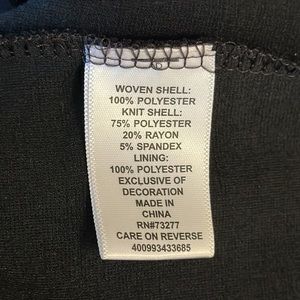 WOVEN SHELL:
100% POLYESTER
KNIT SHELL:
75% POLYESTER
20% RAYON
5% SPANDEX
LINING:
100% POLYESTER
EXCLUSIVE OF
DECORATION
MADE IN
CHINA
RN#73277
CARE ON REVERSE
400993433685